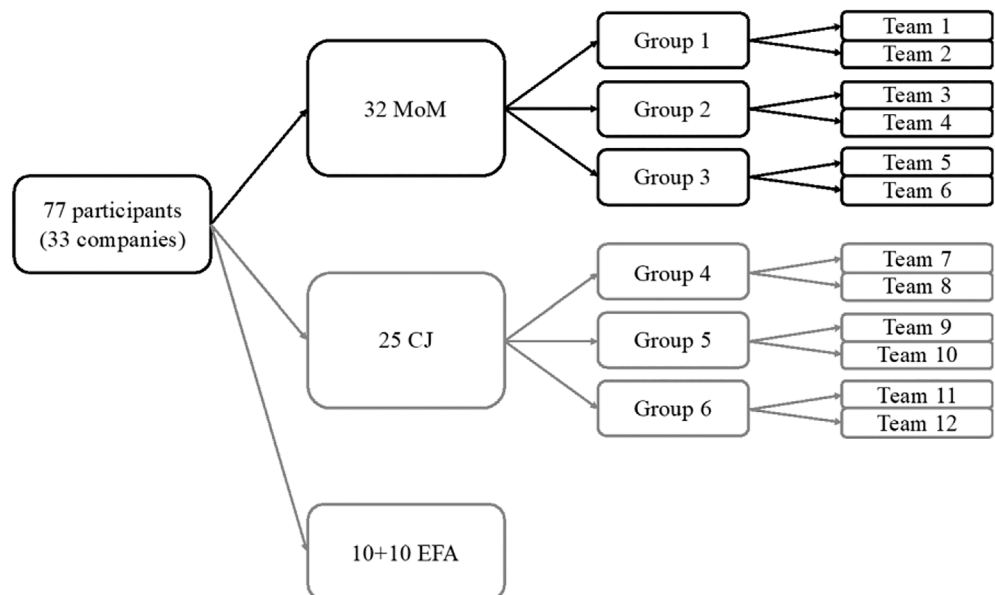 77 participants
(33 companies)
32 MoM
Group 1
Team 1
Team 2
Group 2
Team 3
Team 4
Group 3
Team 5
Team 6
25 CJ
Group 4
Team 7
Team 8
Group 5
Team 9
Team 10
Group 6
Team 11
Team 12
10+10 EFA